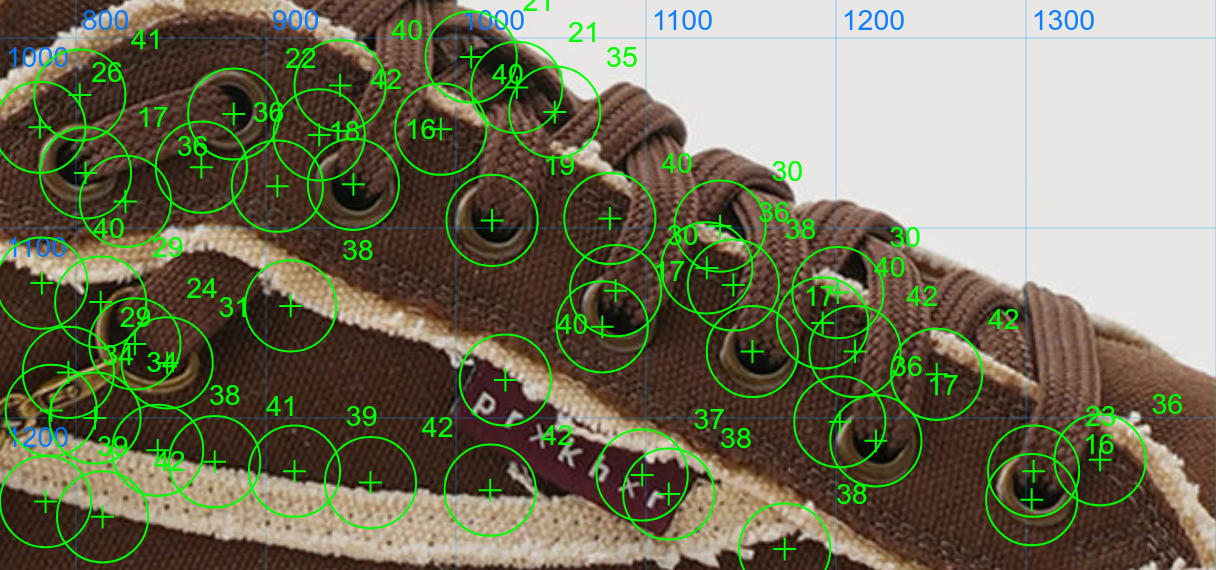 21
800 900 1000 1100 1200 1300
41 40 21
1000 26 22 42 40 35
17 36 18 16
36 19 40 30
40 29 38 30 36 38 30
1100 24 31 17 40 42
29 40 17 42
34 34 36 17
38 41 39 42 37 36
1200 39 42 42 38 23 16
38
prxkhxr